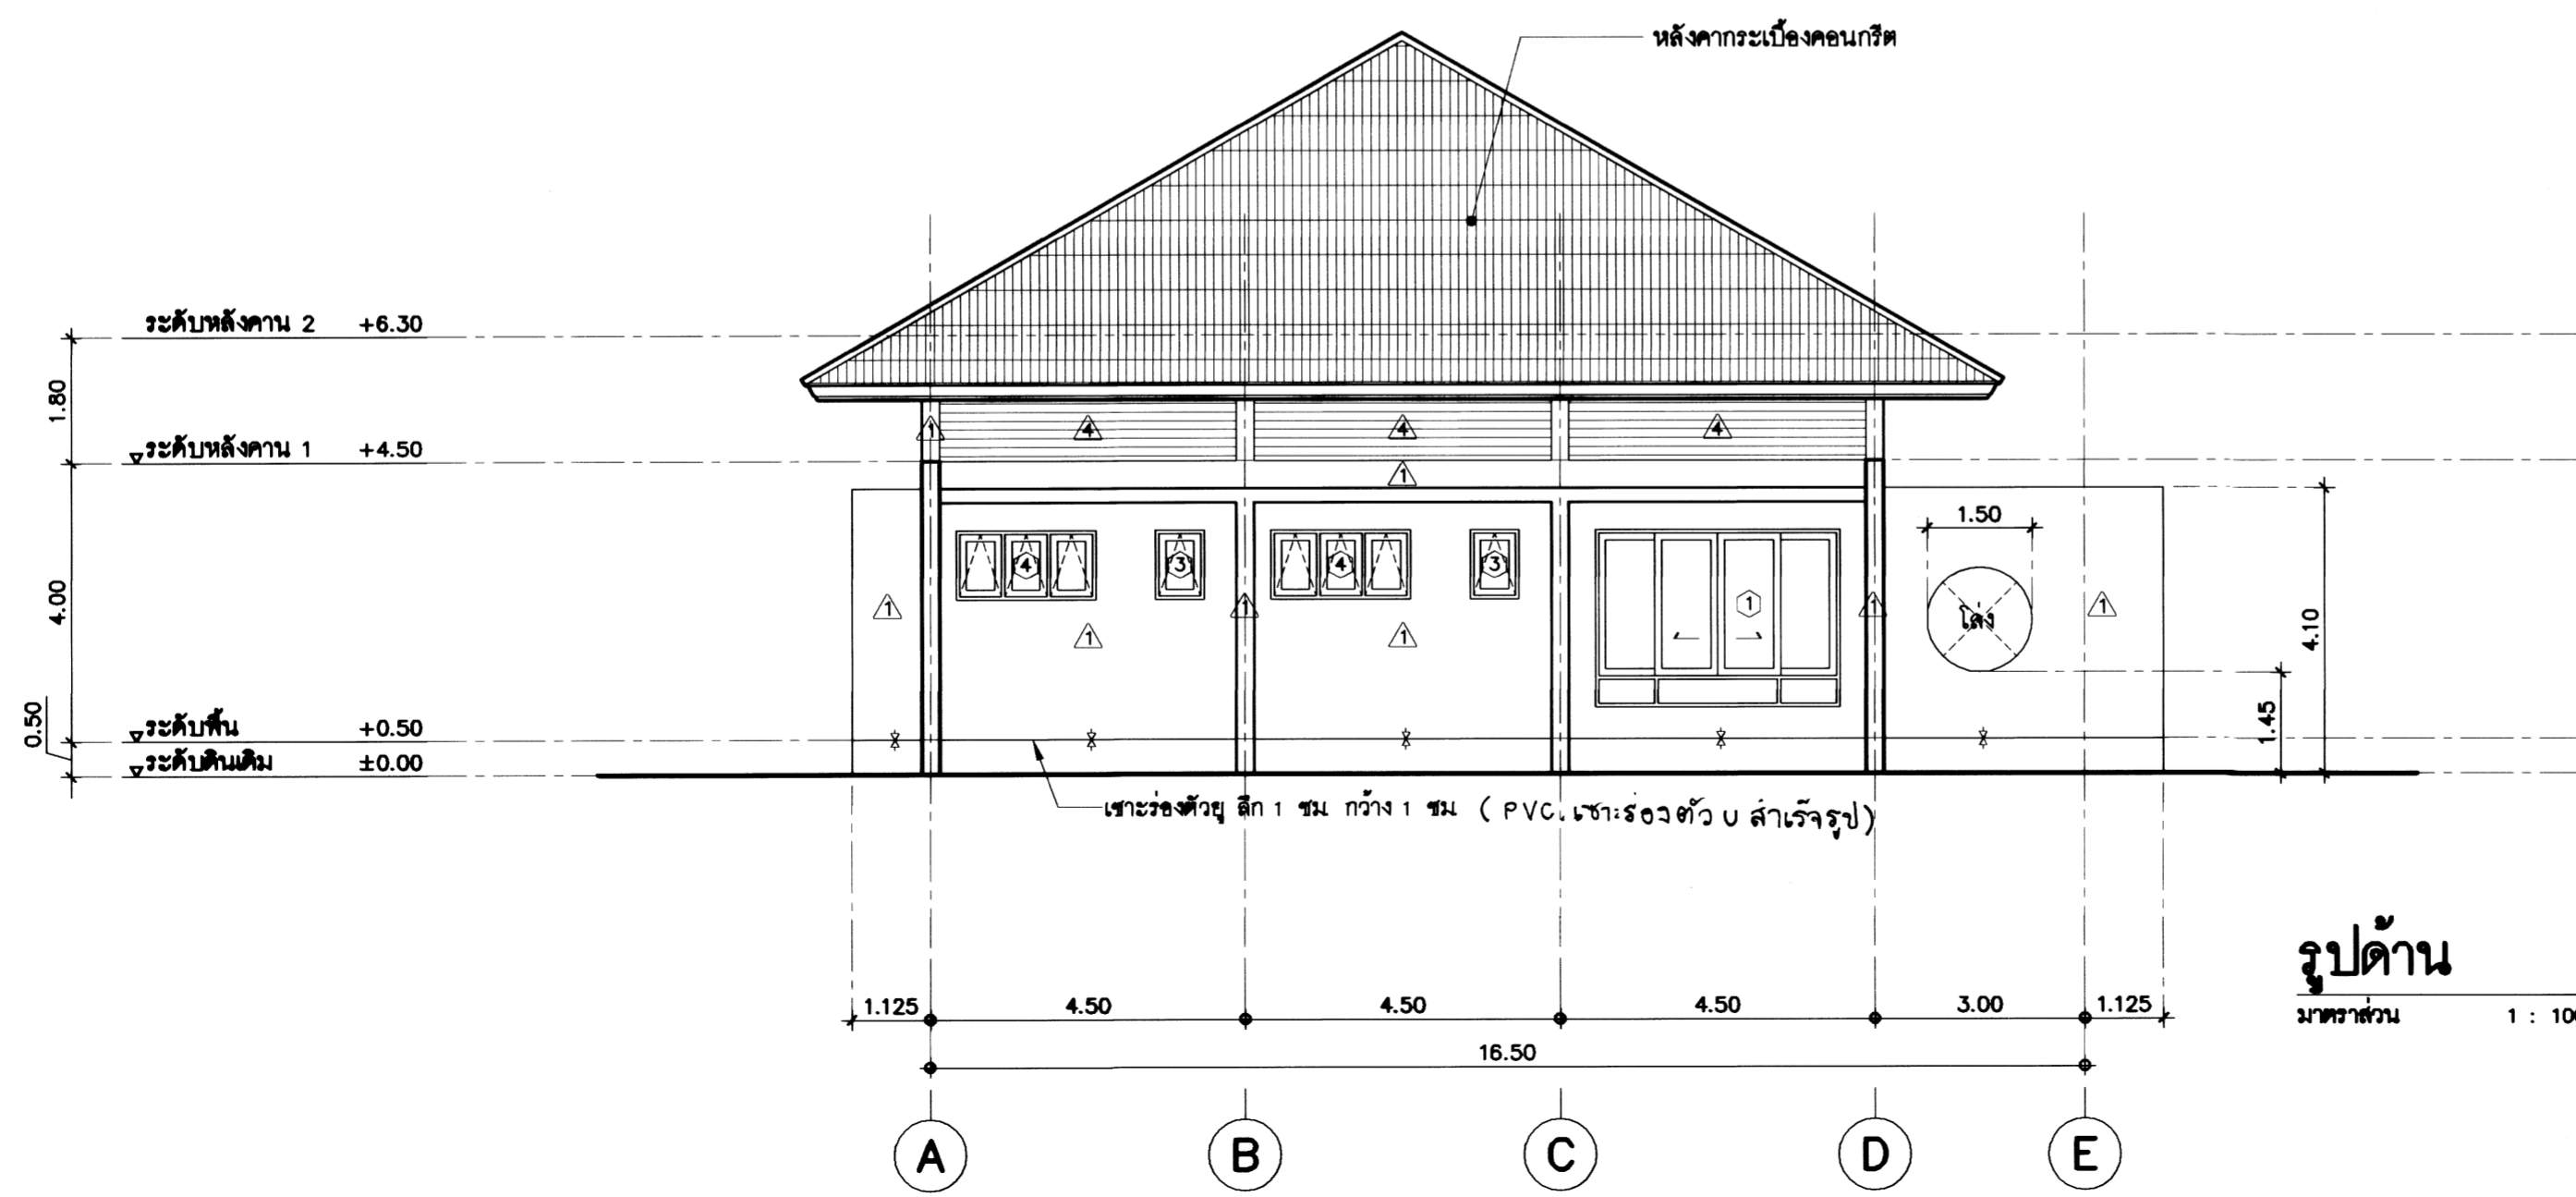 หลังคากระเบื้องคอนกรีต
ระดับหลังคาน 2 +6.30
1.80
ระดับหลังคาน 1 +4.50
1 4 4 4
1
1.50
4 3 4 3
1 1 1 1 โล่ง 1
1 1
4.00
4.10
1.45
0.50
ระดับพื้น +0.50
ระดับดินเดิม ±0.00
เซาะร่องตัวยู ลึก 1 ซม กว้าง 1 ซม (PVC. เซาะร่องตัว U สำเร็จรูป)
รูปด้าน
มาตราส่วน 1 : 10
1.125 4.50 4.50 4.50 3.00 1.125
16.50
A B C D E